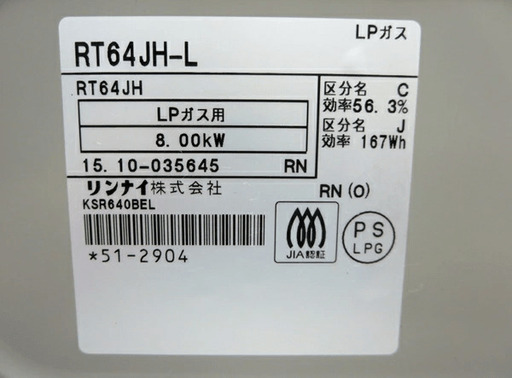 LPガス
RT64JH-L
RT64JH
LPガス用
8.00kW
15.10-035645 RN
区分名 C
効率56.3%
区分名 J
効率 167Wh
リンナイ株式会社
RN(O)
KSR640BEL
*51-2904
JIA認証
PS
LPG